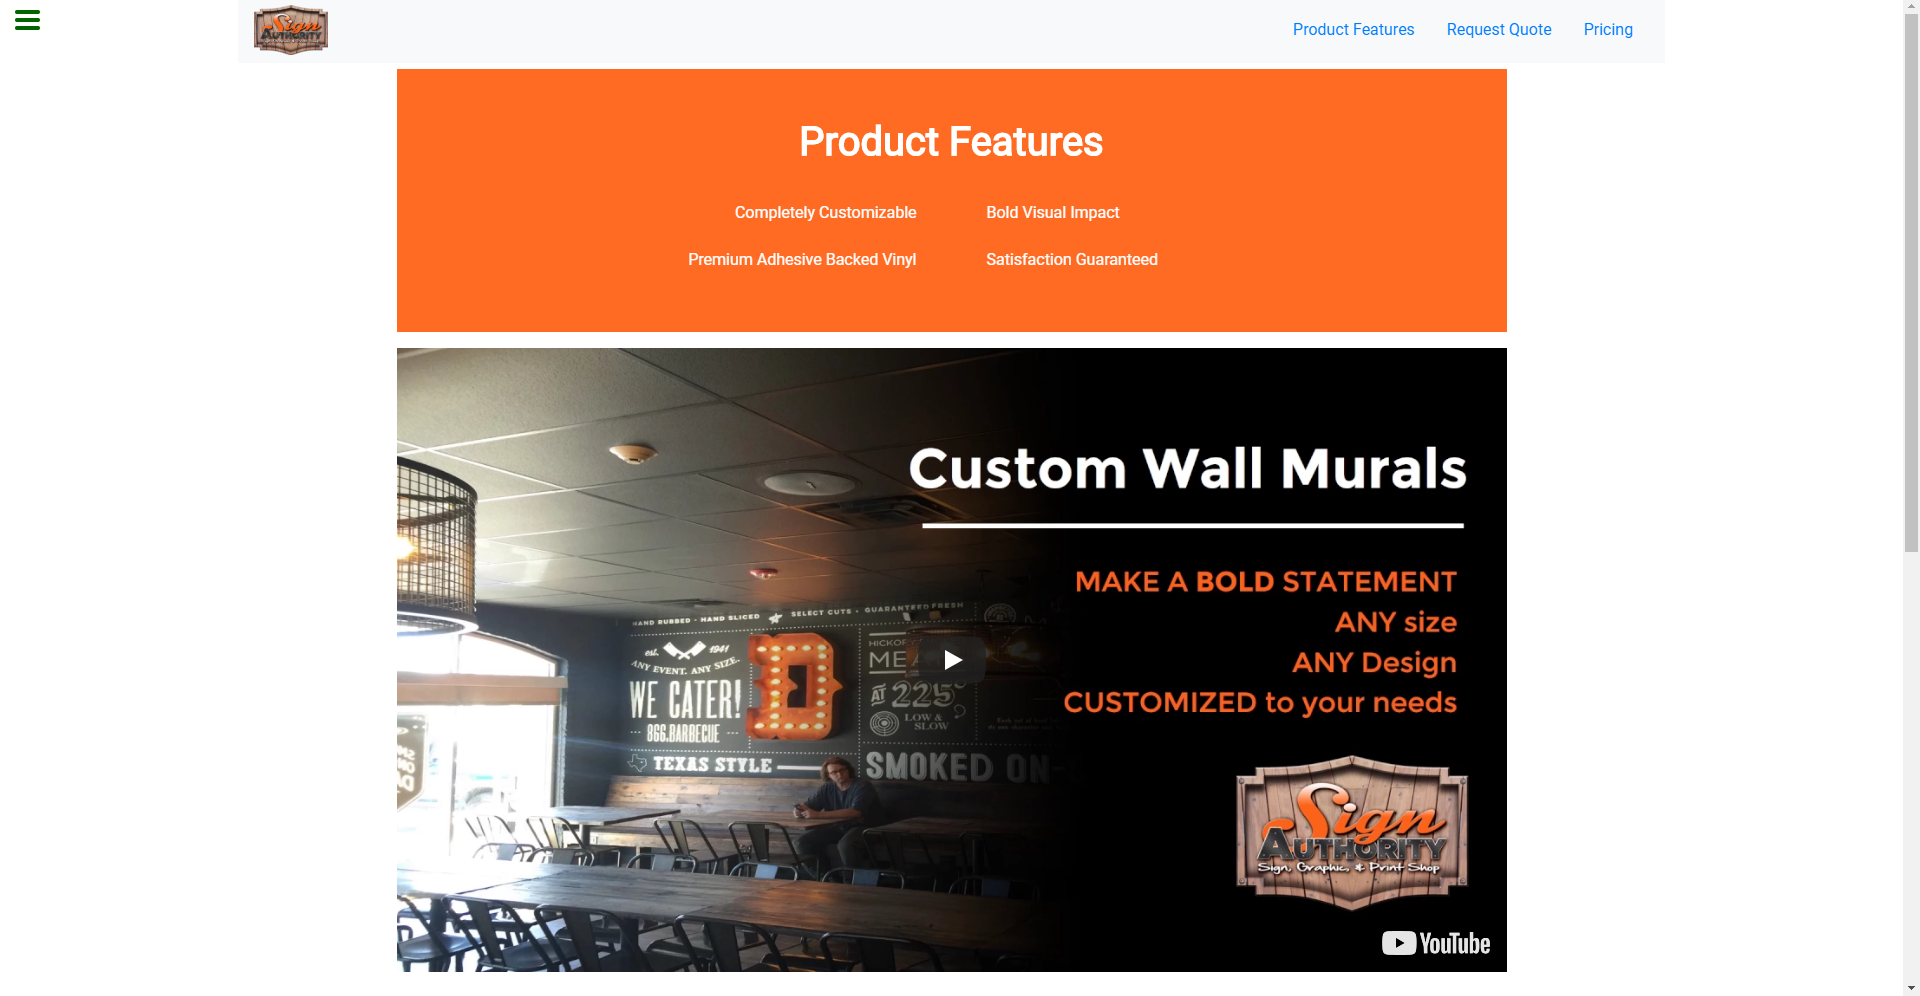 Sign
AUTHORITY
Product Features
Request Quote
Pricing
Product Features
Completely Customizable
Bold Visual Impact
Premium Adhesive Backed Vinyl
Satisfaction Guaranteed
Custom Wall Murals
MAKE A BOLD STATEMENT
ANY size
ANY Design
CUSTOMIZED to your needs
HAND RUBBED - HAND SLICED
SELECT CUTS - GUARANTEED FRESH
est. 1941
ANY EVENT. ANY SIZE.
WE CATER!
866.BARBECUE
TEXAS STYLE
D
HICKORY
AT 225°
LOW &
SLOW
SMOKED ON-
Sign
AUTHORITY
Sign, Graphic, & Print Shop
YouTube